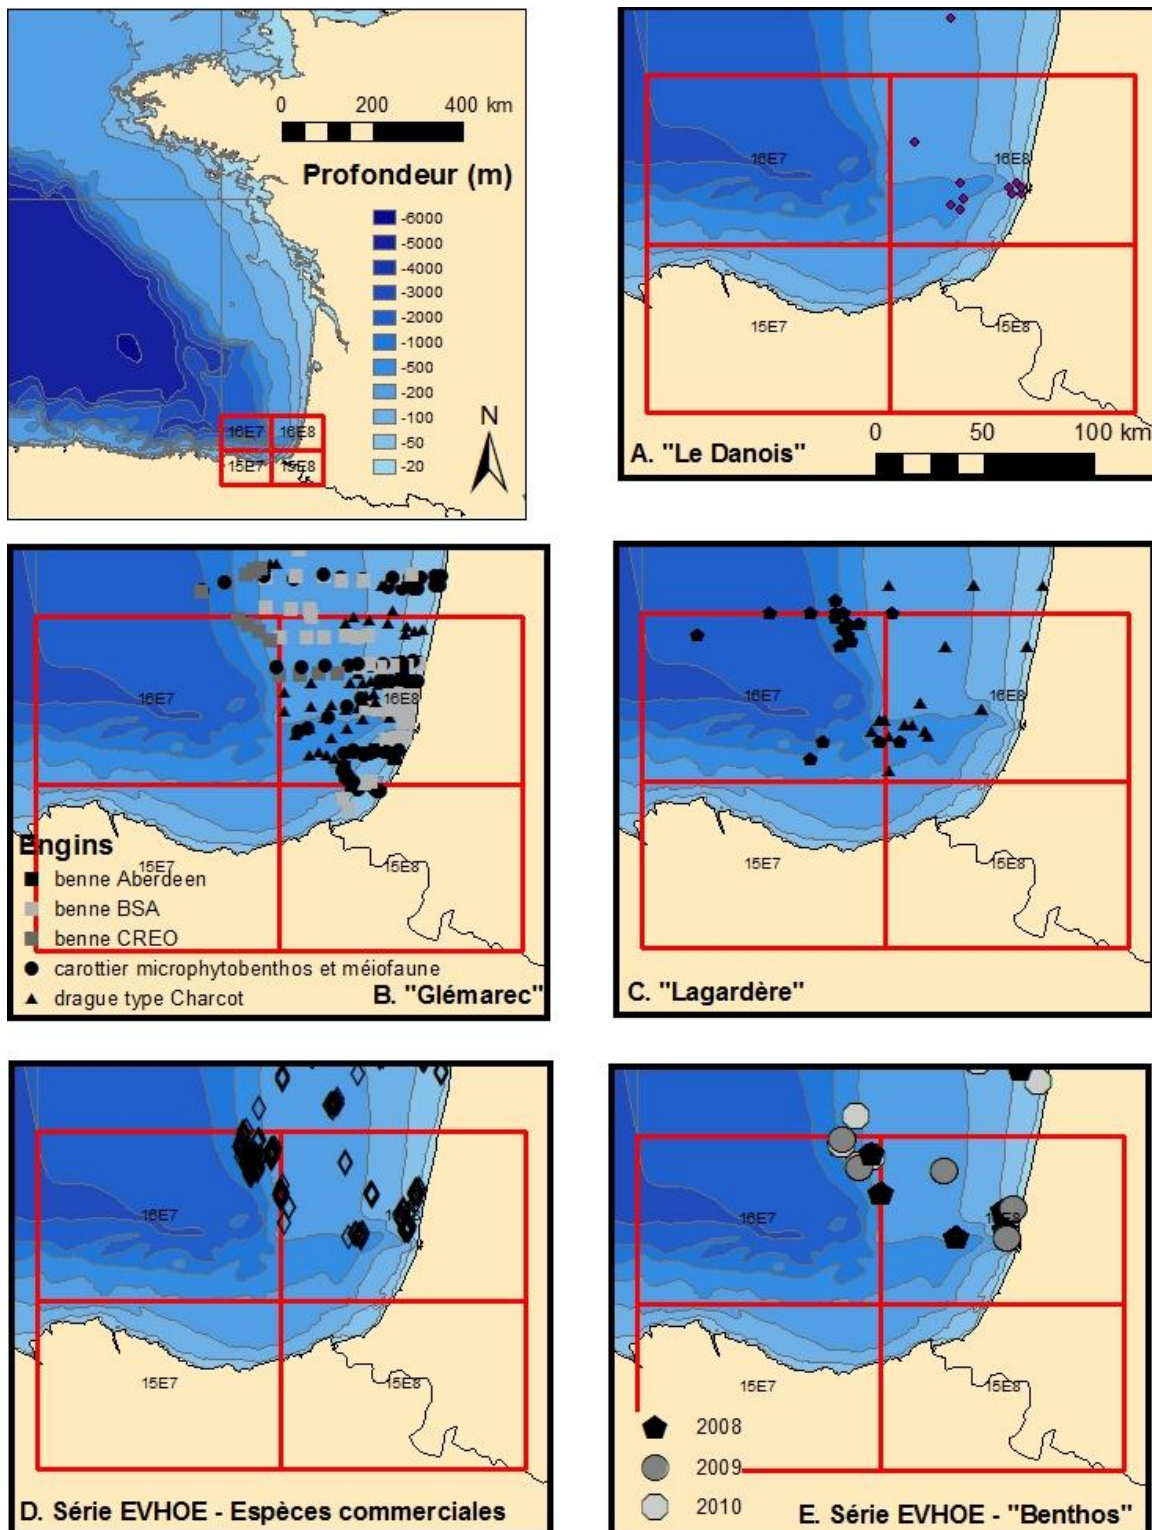 0 200 400 km
Profondeur (m)
-6000
-5000
-4000
-3000
-2000
-1000
-500
-200
-100
-50
-20
N
16E7 16E8
15E7 15E8
16E7 16E8
15E7 15E8
A. "Le Danois"
0 50 100 km
16E7 16E8
15E7 15E8
Engins
benne Aberdeen
benne BSA
benne CREO
carottier microphytobenthos et méiofaune
drague type Charcot
B. "Glémarec"
16E7 16E8
15E7 15E8
C. "Lagardère"
16E7
15E7 15E8
D. Série EVHOE - Espèces commerciales
16E7 16E8
15E7 15E8
2008
2009
2010
E. Série EVHOE - "Benthos"